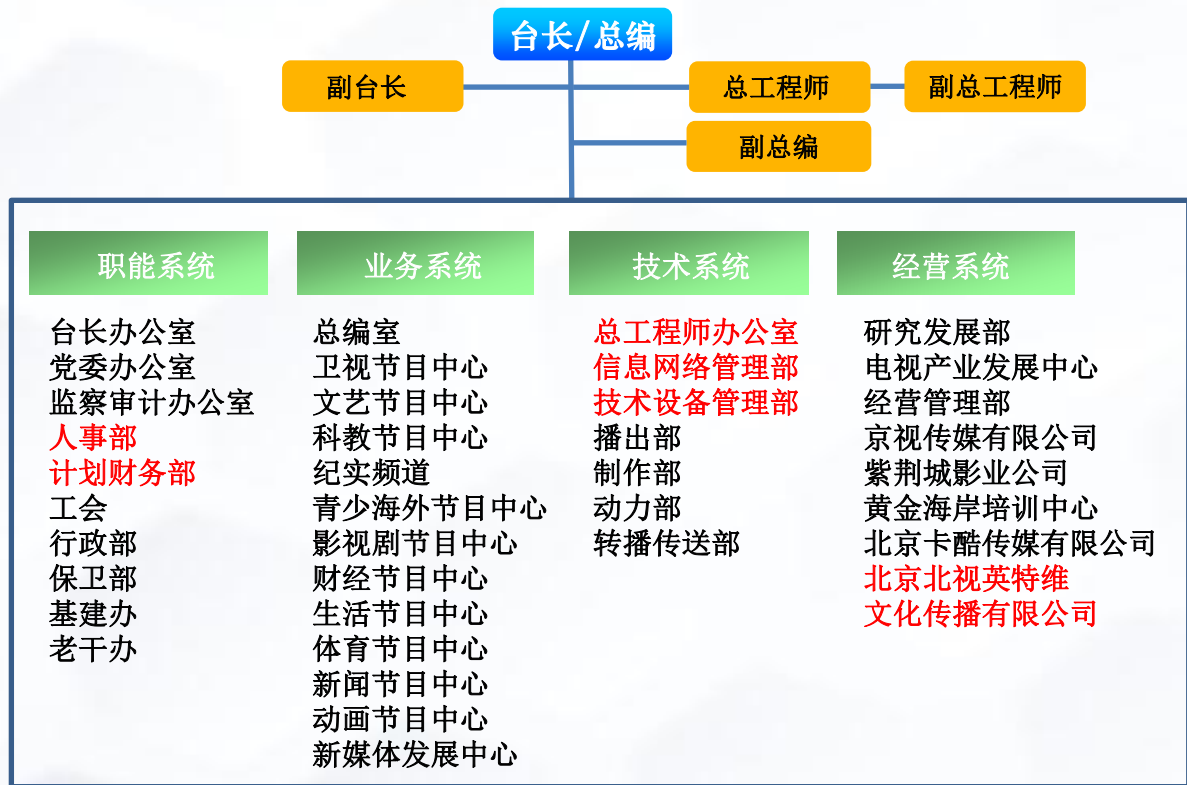 台长/总编
副台长
总工程师
副总工程师
副总编
职能系统
台长办公室
党委办公室
监察审计办公室
人事部
计划财务部
工会
行政部
保卫部
基建办
老干办
业务系统
总编室
卫视节目中心
文艺节目中心
科教节目中心
纪实频道
青少海外节目中心
影视剧节目中心
财经节目中心
生活节目中心
体育节目中心
新闻节目中心
动画节目中心
新媒体发展中心
技术系统
总工程师办公室
信息网络管理部
技术设备管理部
播出部
制作部
动力部
转播传送部
经营系统
研究发展部
电视产业发展中心
经营管理部
京视传媒有限公司
紫荆城影业公司
黄金海岸培训中心
北京卡酷传媒有限公司
北京北视英特维
文化传播有限公司